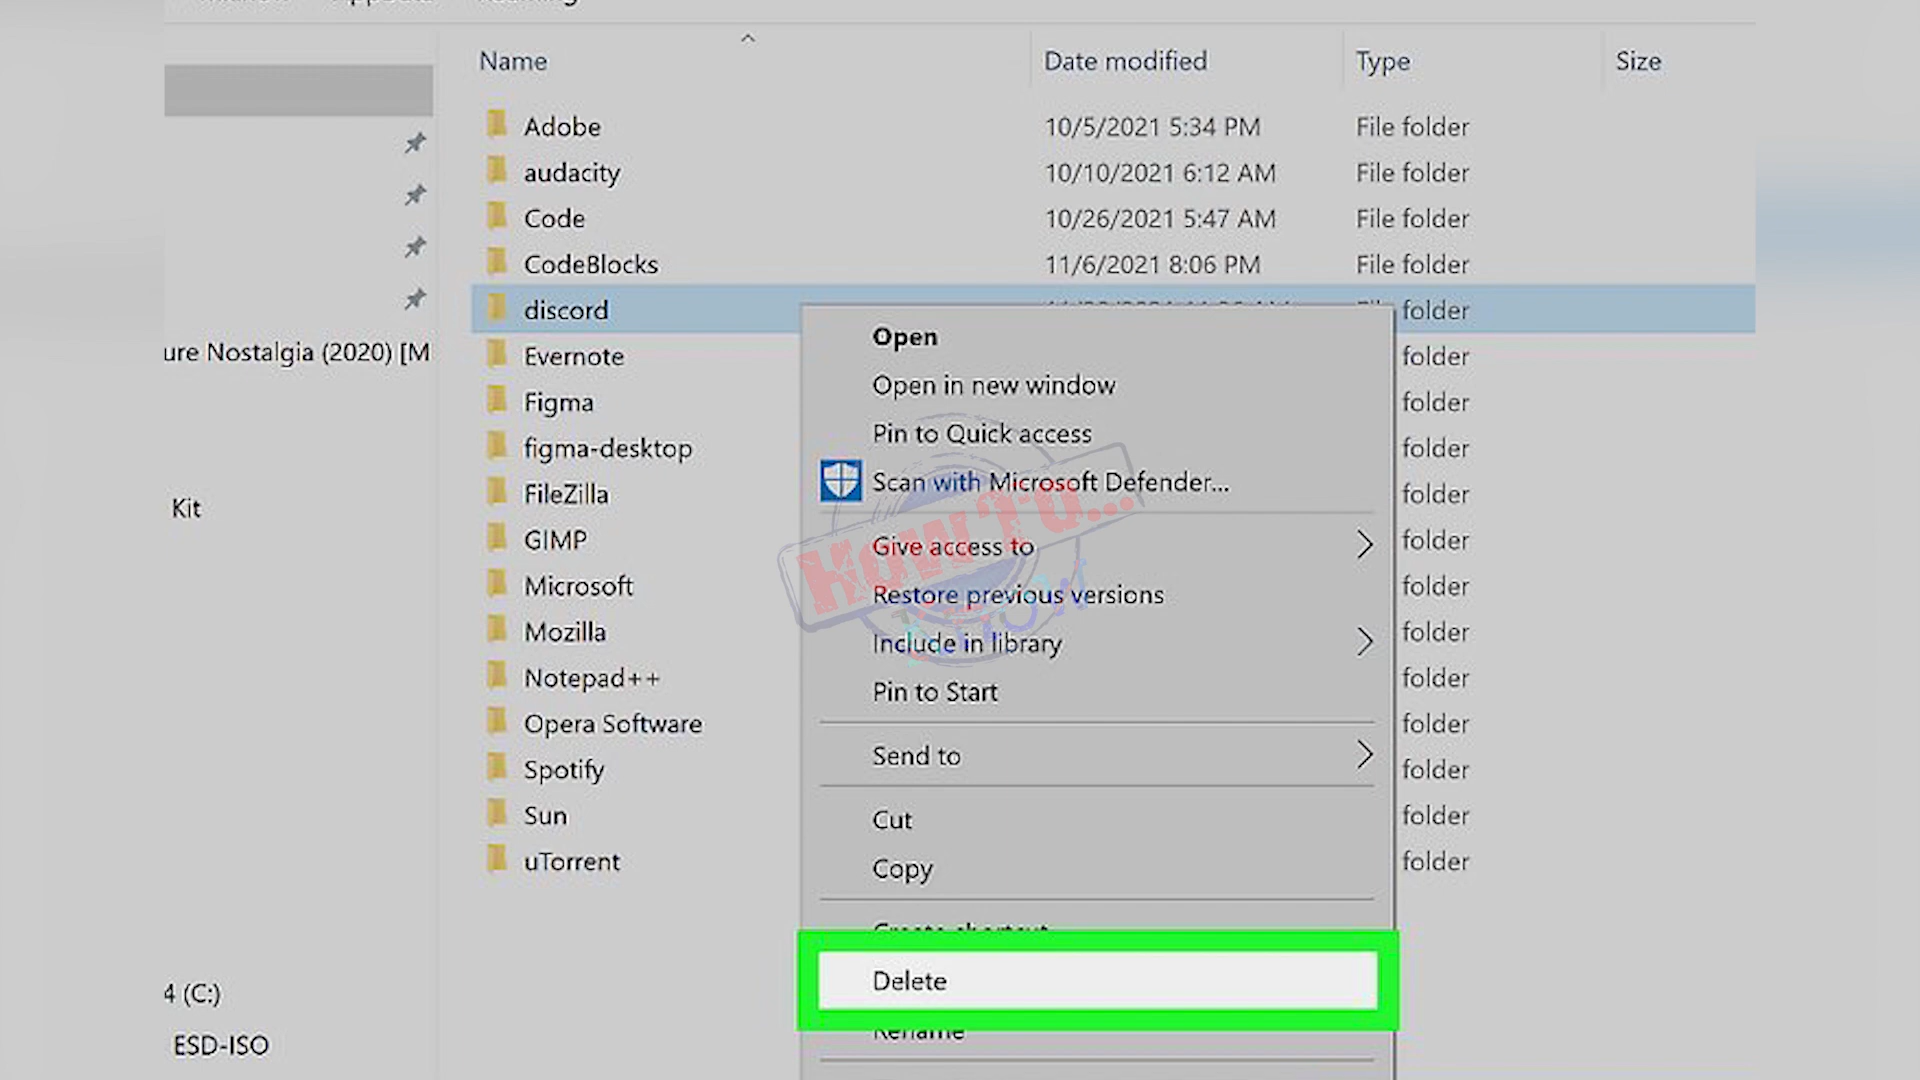 Name Date modified Type Size
Adobe 10/5/2021 5:34 PM File folder
audacity 10/10/2021 6:12 AM File folder
Code 10/26/2021 5:47 AM File folder
CodeBlocks 11/6/2021 8:06 PM File folder
discord folder
Evernote folder
Figma folder
figma-desktop folder
FileZilla folder
GIMP folder
Microsoft folder
Mozilla folder
Notepad++ folder
Opera Software folder
Spotify folder
Sun folder
uTorrent folder
ure Nostalgia (2020) [M
Kit
4 (C:)
ESD-ISO
Open
Open in new window
Pin to Quick access
Scan with Microsoft Defender...
Give access to
Restore previous versions
Include in library
Pin to Start
Send to
Cut
Copy
Create shortcut
Delete
Rename
HowTo...